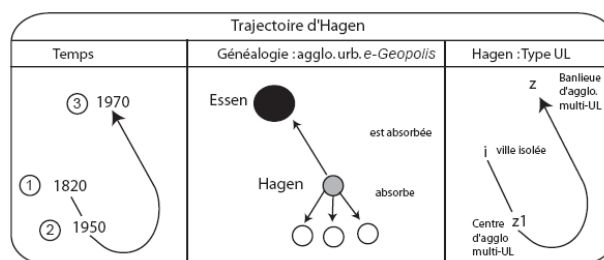 Trajectoire d'Hagen
Temps
Généalogie : agglo. urb. e-Geopolis
Hagen : Type UL
3 1970
1 1820
2 1950
Essen
est absorbée
Hagen
absorbe
z
Banlieue
d'agglo.
multi-UL
i ville isolée
z1
Centre
d'agglo
multi-UL